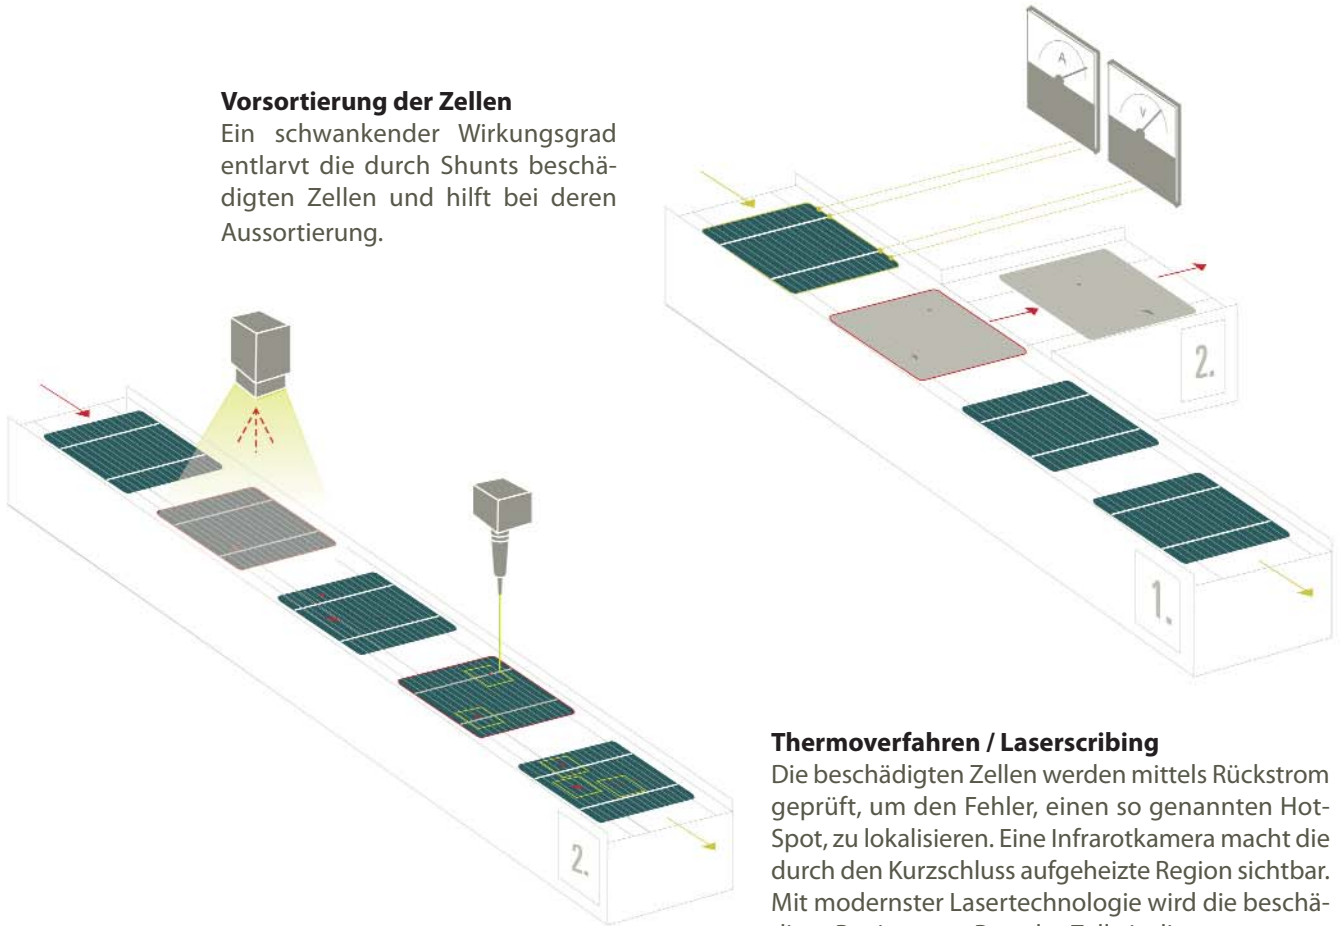 Vorsortierung der Zellen
Ein schwankender Wirkungsgrad
entlarvt die durch Shunts beschä-
digten Zellen und hilft bei deren
Aussortierung.
A
V
2.
1.
2.
Thermoverfahren / Laserscribing
Die beschädigten Zellen werden mittels Rückstrom
geprüft, um den Fehler, einen so genannten Hot-
Spot, zu lokalisieren. Eine Infrarotkamera macht die
durch den Kurzschluss aufgeheizte Region sichtbar.
Mit modernster Lasertechnologie wird die beschä-